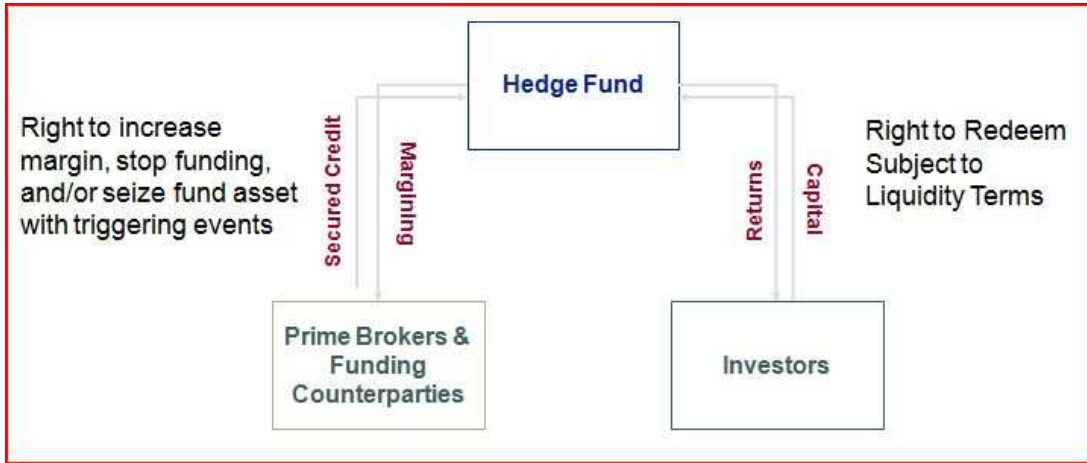 Hedge Fund
Right to increase
margin, stop funding,
and/or seize fund asset
with triggering events
Secured Credit
Margining
Returns
Capital
Right to Redeem
Subject to
Liquidity Terms
Prime Brokers &
Funding
Counterparties
Investors